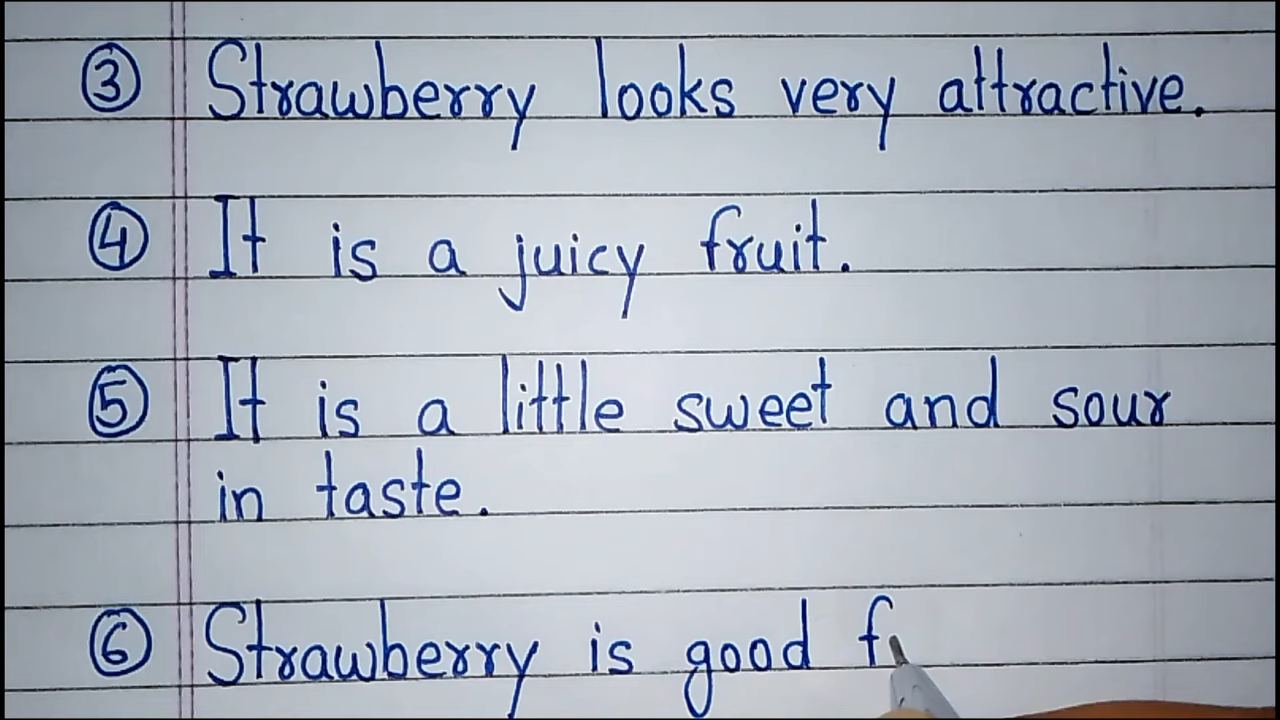 ③ Strawberry looks very attractive.
④ It is a juicy fruit.
⑤ It is a little sweet and sour
in taste.
⑥ Strawberry is good f